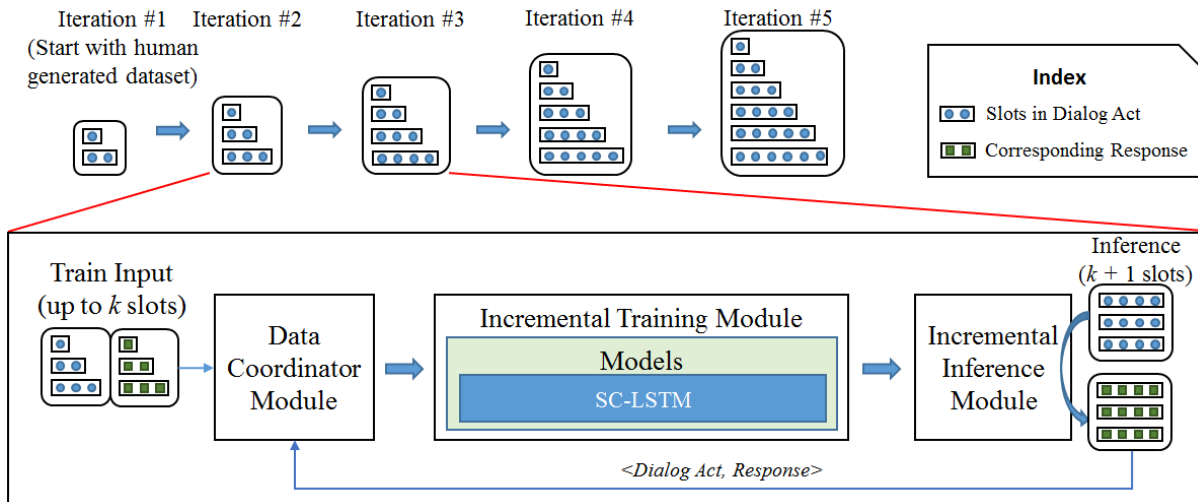 Iteration #1
(Start with human
generated dataset)
Iteration #2
Iteration #3
Iteration #4
Iteration #5
Index
Slots in Dialog Act
Corresponding Response
Train Input
(up to k slots)
Data
Coordinator
Module
Incremental Training Module
Models
SC-LSTM
Incremental
Inference
Module
Inference
(k + 1 slots)
<Dialog Act, Response>